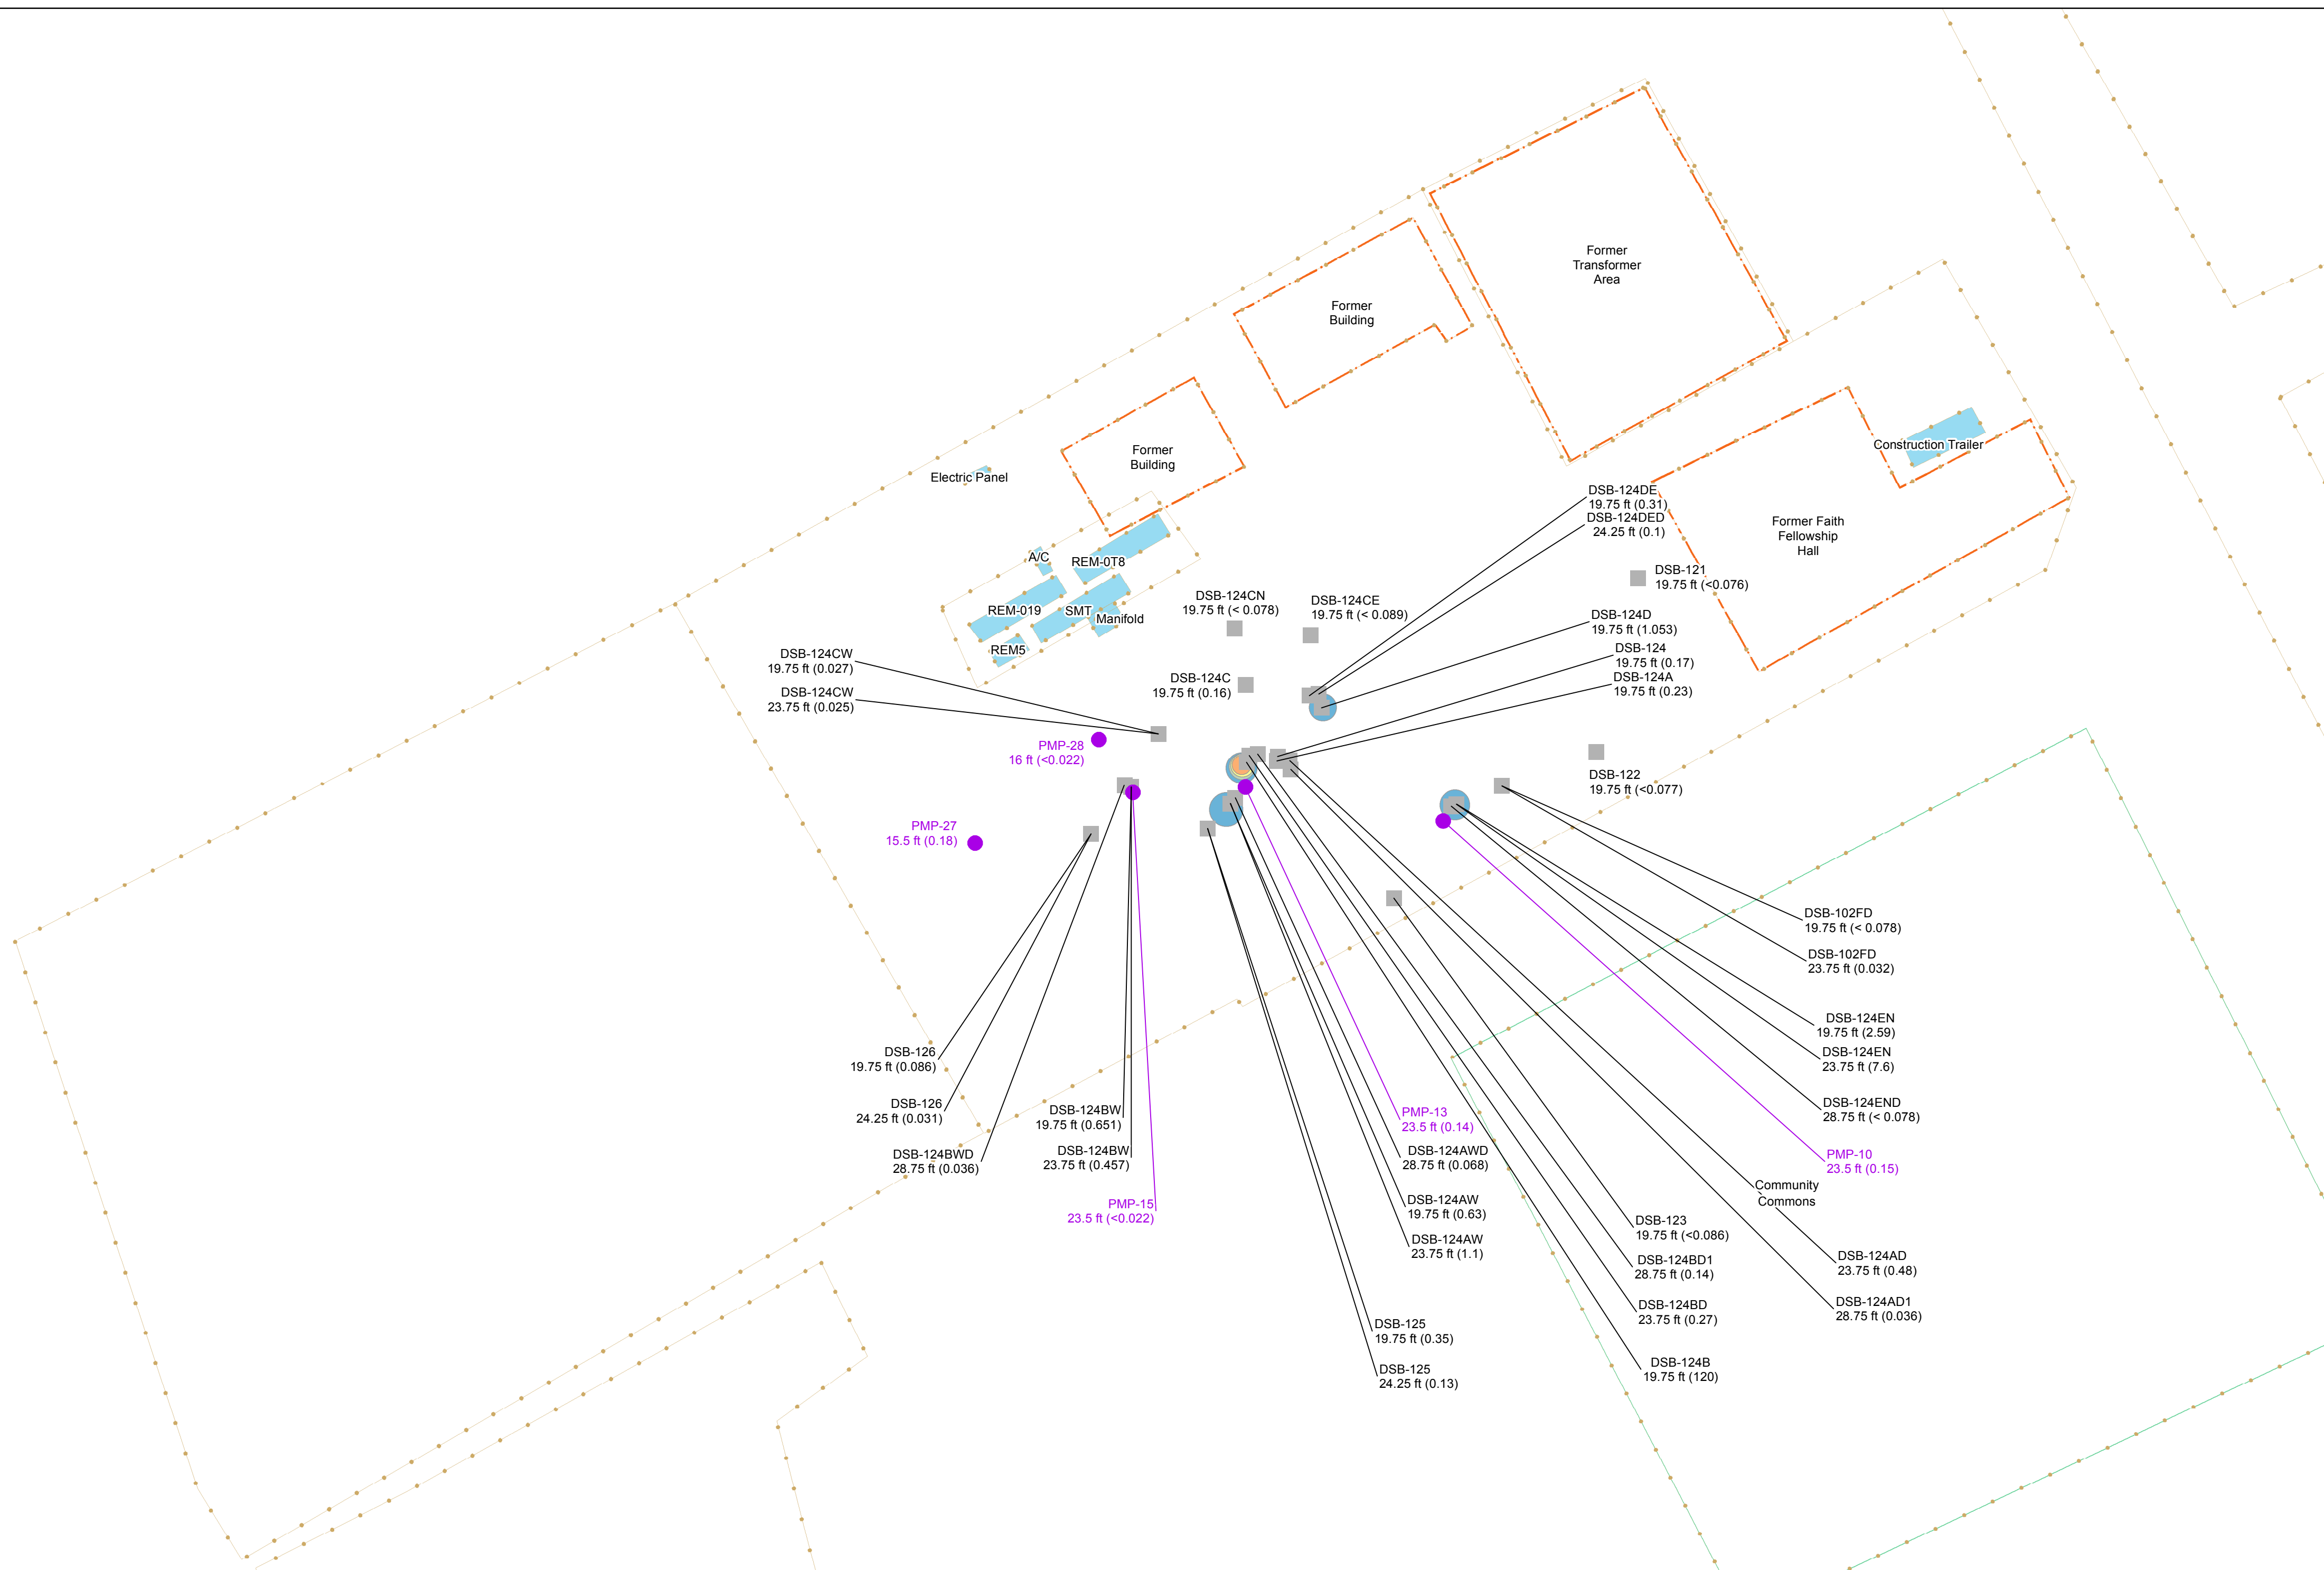 Former
Transformer
Area
Former
Building
Former
Building
Construction Trailer
Electric Panel
Former Faith
Fellowship
Hall
A/C
REM-0T8
REM-019
SMT
Manifold
REM5
DSB-124DE
19.75 ft (0.31)
DSB-124DED
24.25 ft (0.1)
DSB-121
19.75 ft (<0.076)
DSB-124CN
19.75 ft (< 0.078)
DSB-124CE
19.75 ft (< 0.089)
DSB-124D
19.75 ft (1.053)
DSB-124
19.75 ft (0.17)
DSB-124A
19.75 ft (0.23)
DSB-124CW
19.75 ft (0.027)
DSB-124CW
23.75 ft (0.025)
DSB-124C
19.75 ft (0.16)
PMP-28
16 ft (<0.022)
DSB-122
19.75 ft (<0.077)
PMP-27
15.5 ft (0.18)
DSB-102FD
19.75 ft (< 0.078)
DSB-102FD
23.75 ft (0.032)
DSB-124EN
19.75 ft (2.59)
DSB-124EN
23.75 ft (7.6)
DSB-124END
28.75 ft (< 0.078)
PMP-10
23.5 ft (0.15)
DSB-126
19.75 ft (0.086)
DSB-126
24.25 ft (0.031)
DSB-124BWD
28.75 ft (0.036)
DSB-124BW
19.75 ft (0.651)
DSB-124BW
23.75 ft (0.457)
PMP-15
23.5 ft (<0.022)
PMP-13
23.5 ft (0.14)
DSB-124AWD
28.75 ft (0.068)
DSB-124AW
19.75 ft (0.63)
DSB-124AW
23.75 ft (1.1)
Community
Commons
DSB-123
19.75 ft (<0.086)
DSB-124BD1
28.75 ft (0.14)
DSB-124BD
23.75 ft (0.27)
DSB-124B
19.75 ft (120)
DSB-124AD
23.75 ft (0.48)
DSB-124AD1
28.75 ft (0.036)
DSB-125
19.75 ft (0.35)
DSB-125
24.25 ft (0.13)